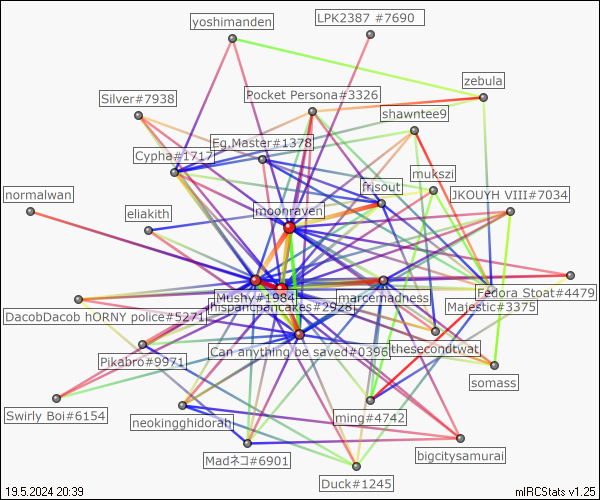 yoshimanden
LPK2387 #7690
zebula
Silver#7938
Pocket Persona#3326
shawntee9
Eg.Master#1378
Cypha#1717
mukszi
frisout
JKOUYH VIII#7034
normalwan
eliakith
moonraven
Mushy#1984
marcemadness
Fedora Stoat#4479
hispanicpancakes#2928
Majestic#3375
DacobDacob hORNY police#5271
Can anything be saved#0396
thesecondtwat
Pikabro#9971
somass
Swirly Boi#6154
neokingghidorah
ming#4742
Madネコ#6901
bigcitysamurai
Duck#1245
19.5.2024 20:39
mIRCStats v1.25